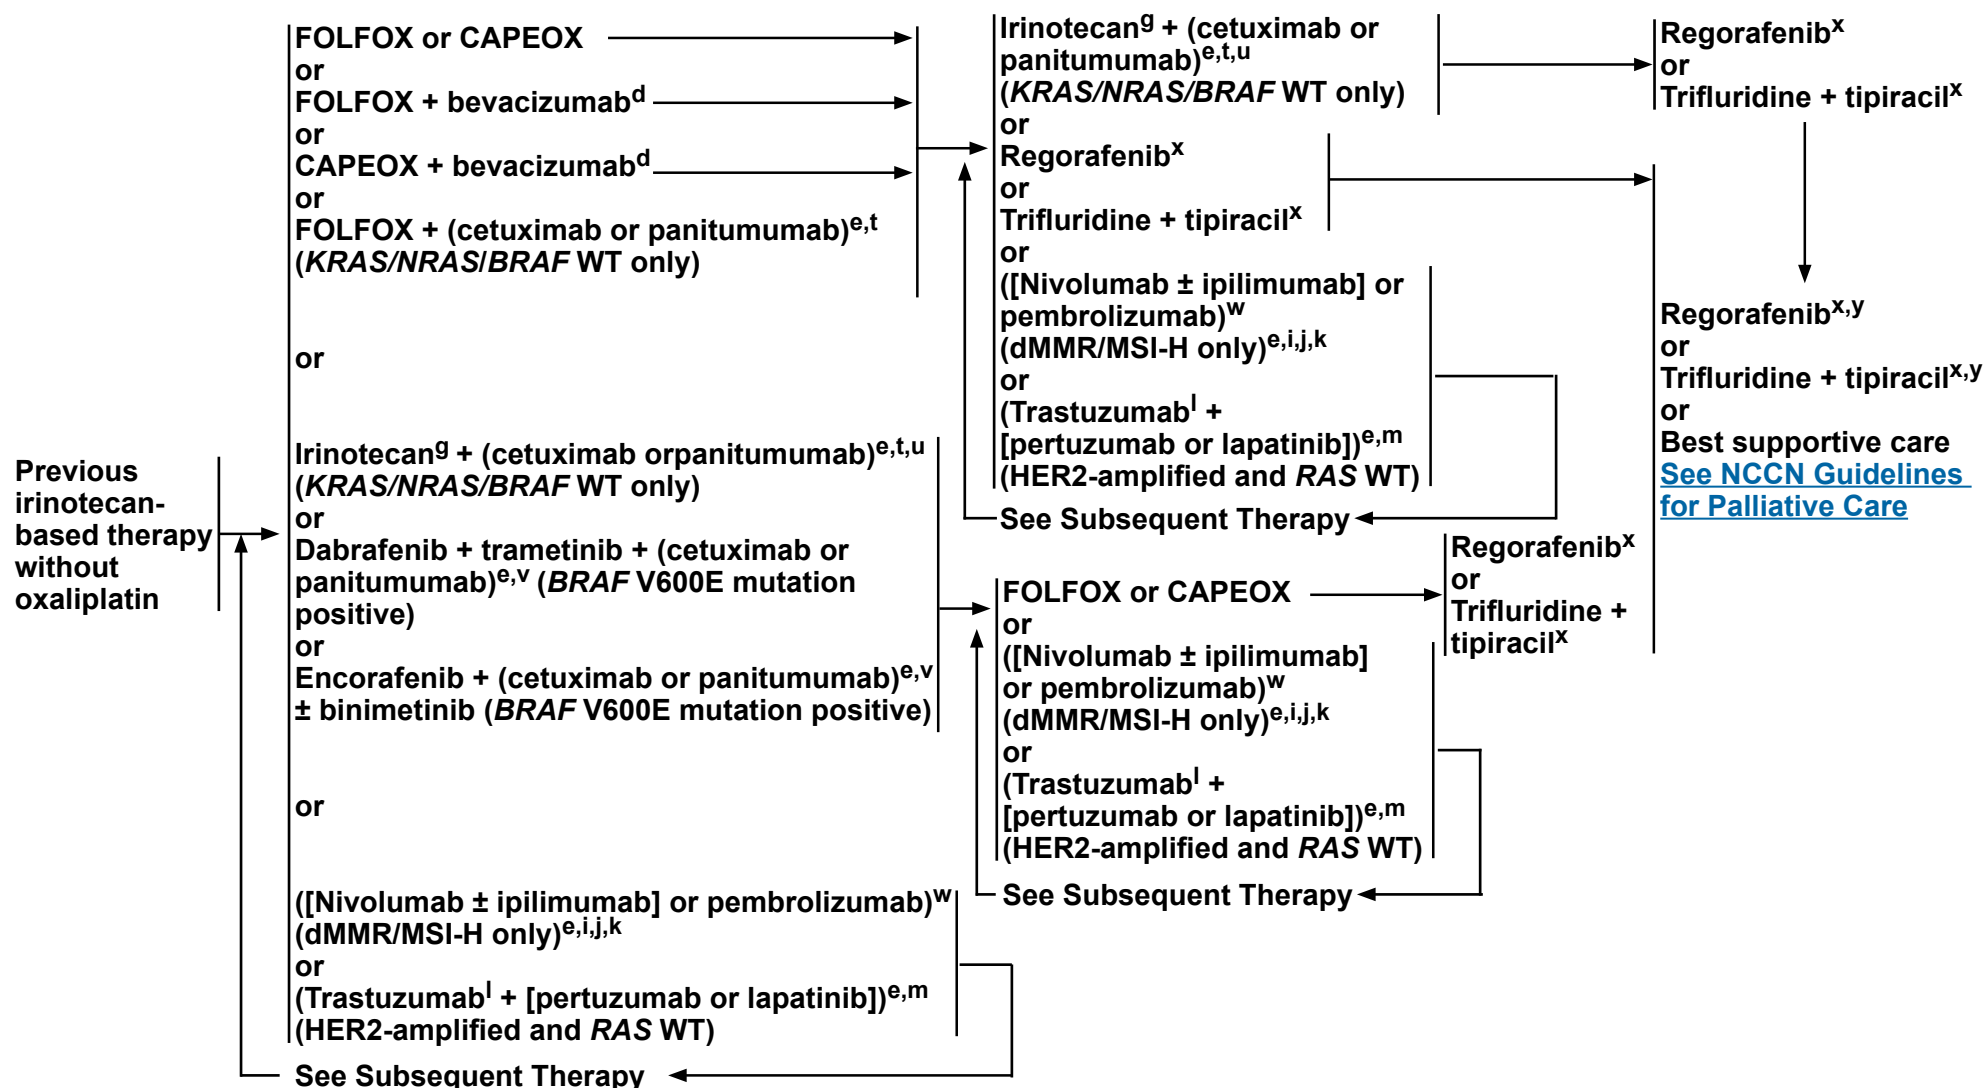 Previous
irinotecan-
based therapy
without
oxaliplatin
FOLFOX or CAPEOX
or
FOLFOX + bevacizumabᵈ
or
CAPEOX + bevacizumabᵈ
or
FOLFOX + (cetuximab or panitumumab)ᵉ,ᵗ
(KRAS/NRAS/BRAF WT only)
or
Irinotecanᵍ + (cetuximab orpanitumumab)ᵉ,ᵗ,ᵘ
(KRAS/NRAS/BRAF WT only)
or
Dabrafenib + trametinib + (cetuximab or
panitumumab)ᵉ,ᵛ (BRAF V600E mutation
positive)
or
Encorafenib + (cetuximab or panitumumab)ᵉ,ᵛ
± binimetinib (BRAF V600E mutation positive)
or
([Nivolumab ± ipilimumab] or pembrolizumab)ʷ
(dMMR/MSI-H only)ᵉ,ⁱ,ʲ,ᵏ
or
(Trastuzumabˡ + [pertuzumab or lapatinib])ᵉ,ᵐ
(HER2-amplified and RAS WT)
See Subsequent Therapy
Irinotecanᵍ + (cetuximab or
panitumumab)ᵉ,ᵗ,ᵘ
(KRAS/NRAS/BRAF WT only)
or
Regorafenibˣ
or
Trifluridine + tipiracilˣ
or
([Nivolumab ± ipilimumab] or
pembrolizumab)ʷ
(dMMR/MSI-H only)ᵉ,ⁱ,ʲ,ᵏ
or
(Trastuzumabˡ +
[pertuzumab or lapatinib])ᵉ,ᵐ
(HER2-amplified and RAS WT)
See Subsequent Therapy
FOLFOX or CAPEOX
or
([Nivolumab ± ipilimumab]
or pembrolizumab)ʷ
(dMMR/MSI-H only)ᵉ,ⁱ,ʲ,ᵏ
or
(Trastuzumabˡ +
[pertuzumab or lapatinib])ᵉ,ᵐ
(HER2-amplified and RAS WT)
See Subsequent Therapy
Regorafenibˣ
or
Trifluridine +
tipiracilˣ
Regorafenibˣ
or
Trifluridine + tipiracilˣ
Regorafenibˣ,ʸ
or
Trifluridine + tipiracilˣ,ʸ
or
Best supportive care
See NCCN Guidelines
for Palliative Care